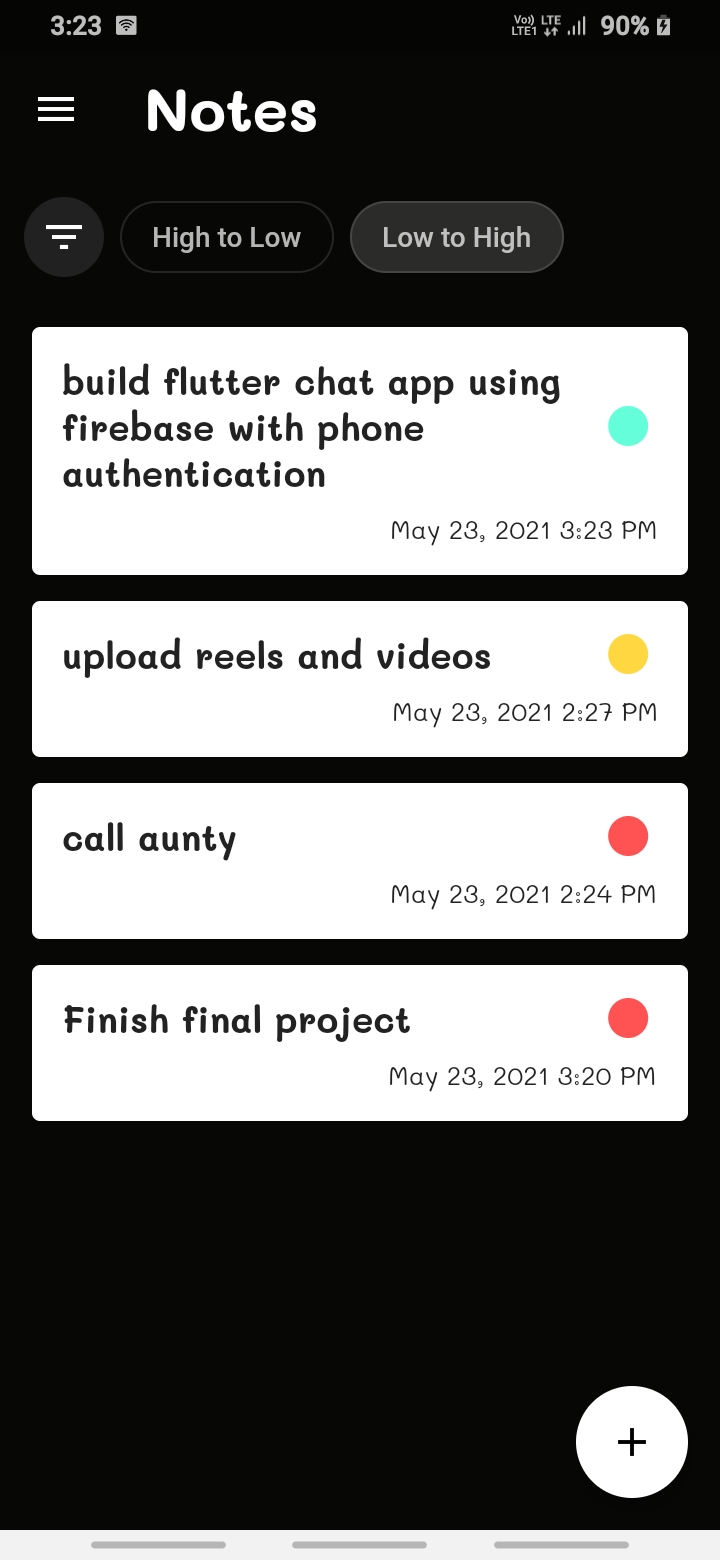 3:23 Vo)) LTE 90%
LTE1
Notes
High to Low Low to High
build flutter chat app using
firebase with phone
authentication
May 23, 2021 3:23 PM
upload reels and videos
May 23, 2021 2:27 PM
call aunty
May 23, 2021 2:24 PM
Finish final project
May 23, 2021 3:20 PM